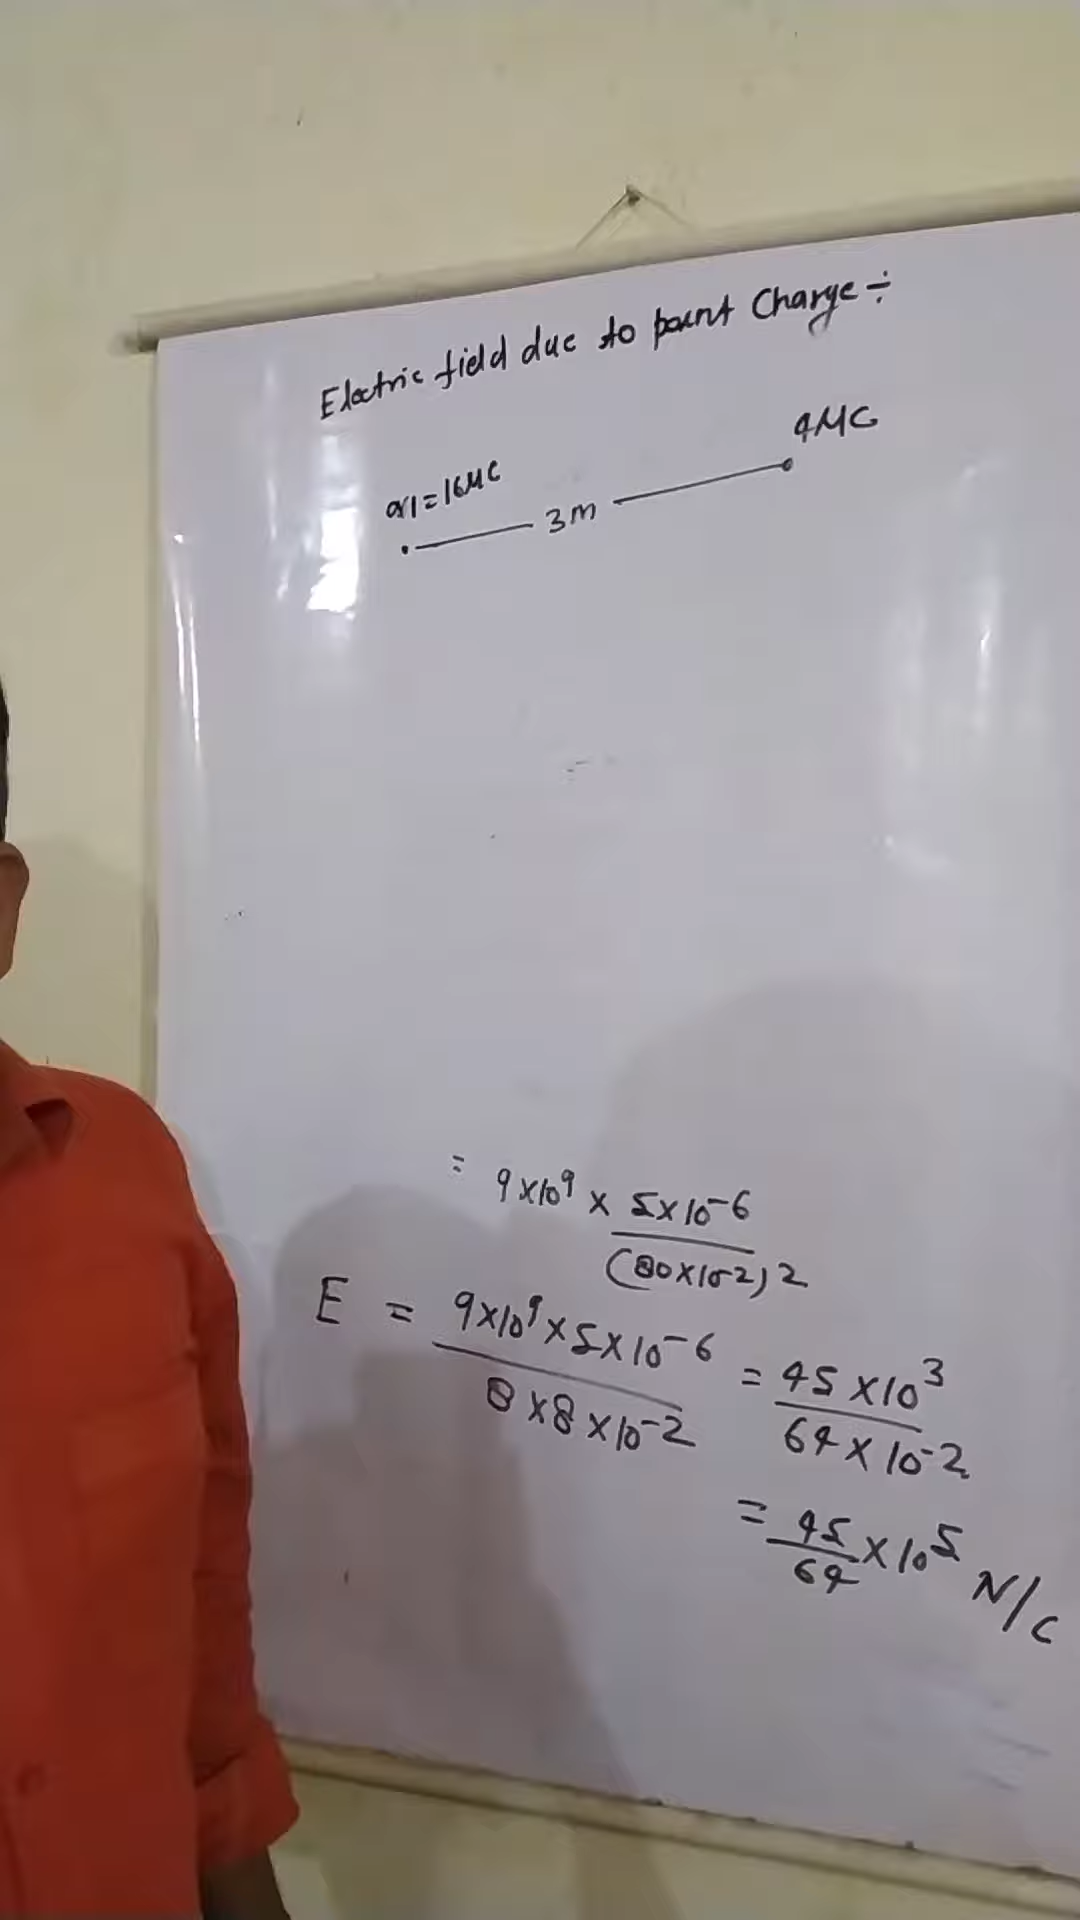 Electric field due to point Charge ÷
q1 = 16μC
4μC
3m
= 9×10⁹ × 5×10⁻⁶ / (80×10⁻²)²
E = 9×10⁹×5×10⁻⁶ / 8×8×10⁻² = 45×10³ / 64×10⁻²
= 45/64 ×10⁵ N/C